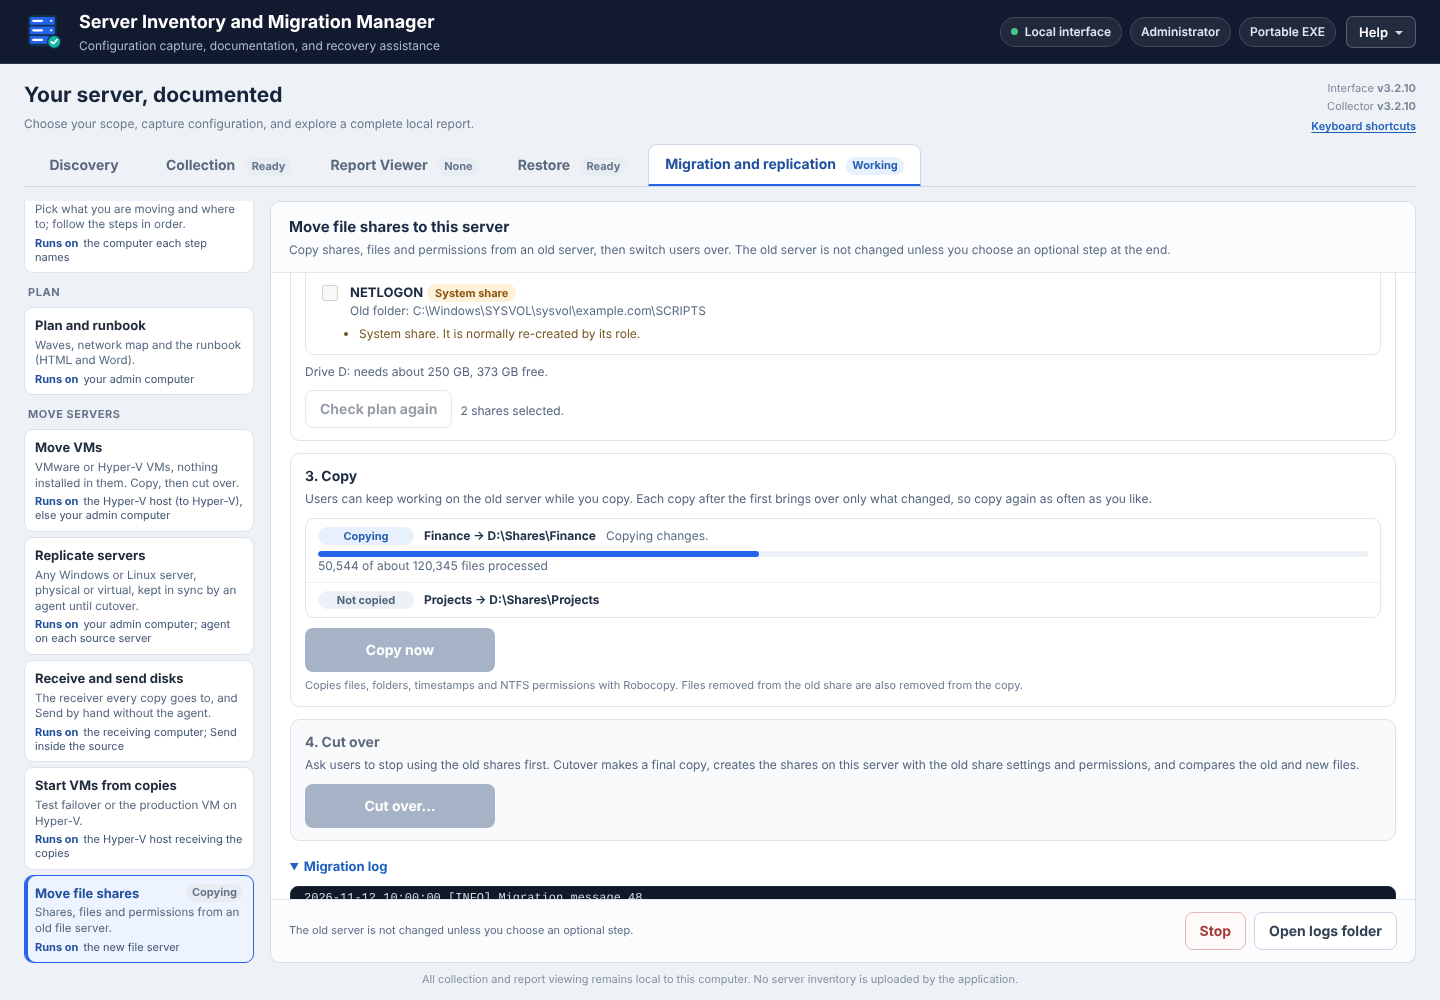 Server Inventory and Migration Manager
Configuration capture, documentation, and recovery assistance
Local interface
Administrator
Portable EXE
Help
Your server, documented
Choose your scope, capture configuration, and explore a complete local report.
Interface v3.2.10
Collector v3.2.10
Keyboard shortcuts
Discovery
Collection Ready
Report Viewer None
Restore Ready
Migration and replication Working
Pick what you are moving and where
to; follow the steps in order.
Runs on the computer each step
names
PLAN
Plan and runbook
Waves, network map and the runbook
(HTML and Word).
Runs on your admin computer
MOVE SERVERS
Move VMs
VMware or Hyper-V VMs, nothing
installed in them. Copy, then cut over.
Runs on the Hyper-V host (to Hyper-V),
else your admin computer
Replicate servers
Any Windows or Linux server,
physical or virtual, kept in sync by an
agent until cutover.
Runs on your admin computer; agent
on each source server
Receive and send disks
The receiver every copy goes to, and
Send by hand without the agent.
Runs on the receiving computer; Send
inside the source
Start VMs from copies
Test failover or the production VM on
Hyper-V.
Runs on the Hyper-V host receiving the
copies
Move file shares Copying
Shares, files and permissions from an
old file server.
Runs on the new file server
Move file shares to this server
Copy shares, files and permissions from an old server, then switch users over. The old server is not changed unless you choose an optional step at the end.
NETLOGON System share
Old folder: C:\Windows\SYSVOL\sysvol\example.com\SCRIPTS
• System share. It is normally re-created by its role.
Drive D: needs about 250 GB, 373 GB free.
Check plan again
2 shares selected.
3. Copy
Users can keep working on the old server while you copy. Each copy after the first brings over only what changed, so copy again as often as you like.
Copying Finance → D:\Shares\Finance Copying changes.
50,544 of about 120,345 files processed
Not copied Projects → D:\Shares\Projects
Copy now
Copies files, folders, timestamps and NTFS permissions with Robocopy. Files removed from the old share are also removed from the copy.
4. Cut over
Ask users to stop using the old shares first. Cutover makes a final copy, creates the shares on this server with the old share settings and permissions, and compares the old and new files.
Cut over...
▼ Migration log
2026-11-12 10:00:00 [INFO] Migration message 48
The old server is not changed unless you choose an optional step.
Stop
Open logs folder
All collection and report viewing remains local to this computer. No server inventory is uploaded by the application.